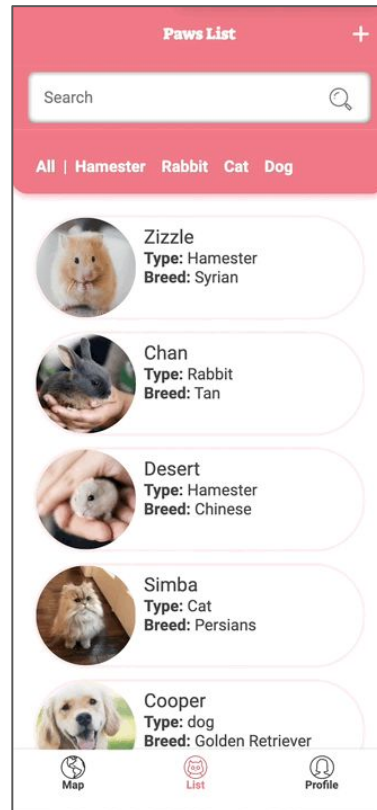 Paws List
+
Search
All | Hamester Rabbit Cat Dog
Zizzle
Type: Hamester
Breed: Syrian
Chan
Type: Rabbit
Breed: Tan
Desert
Type: Hamester
Breed: Chinese
Simba
Type: Cat
Breed: Persians
Cooper
Type: dog
Breed: Golden Retriever
Map List Profile